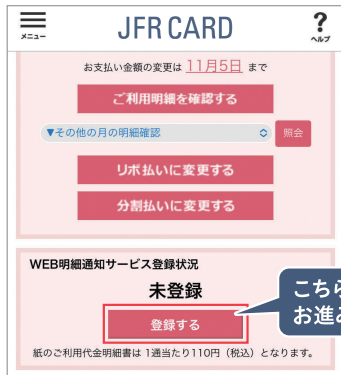 メニュー
JFR CARD
?
ヘルプ
お支払い金額の変更は 11月5日 まで
ご利用明細を確認する
▼その他の月の明細確認
照会
リボ払いに変更する
分割払いに変更する
WEB明細通知サービス登録状況
未登録
登録する
こちら
お進み
紙のご利用代金明細書は 1通当たり110円（税込）となります。